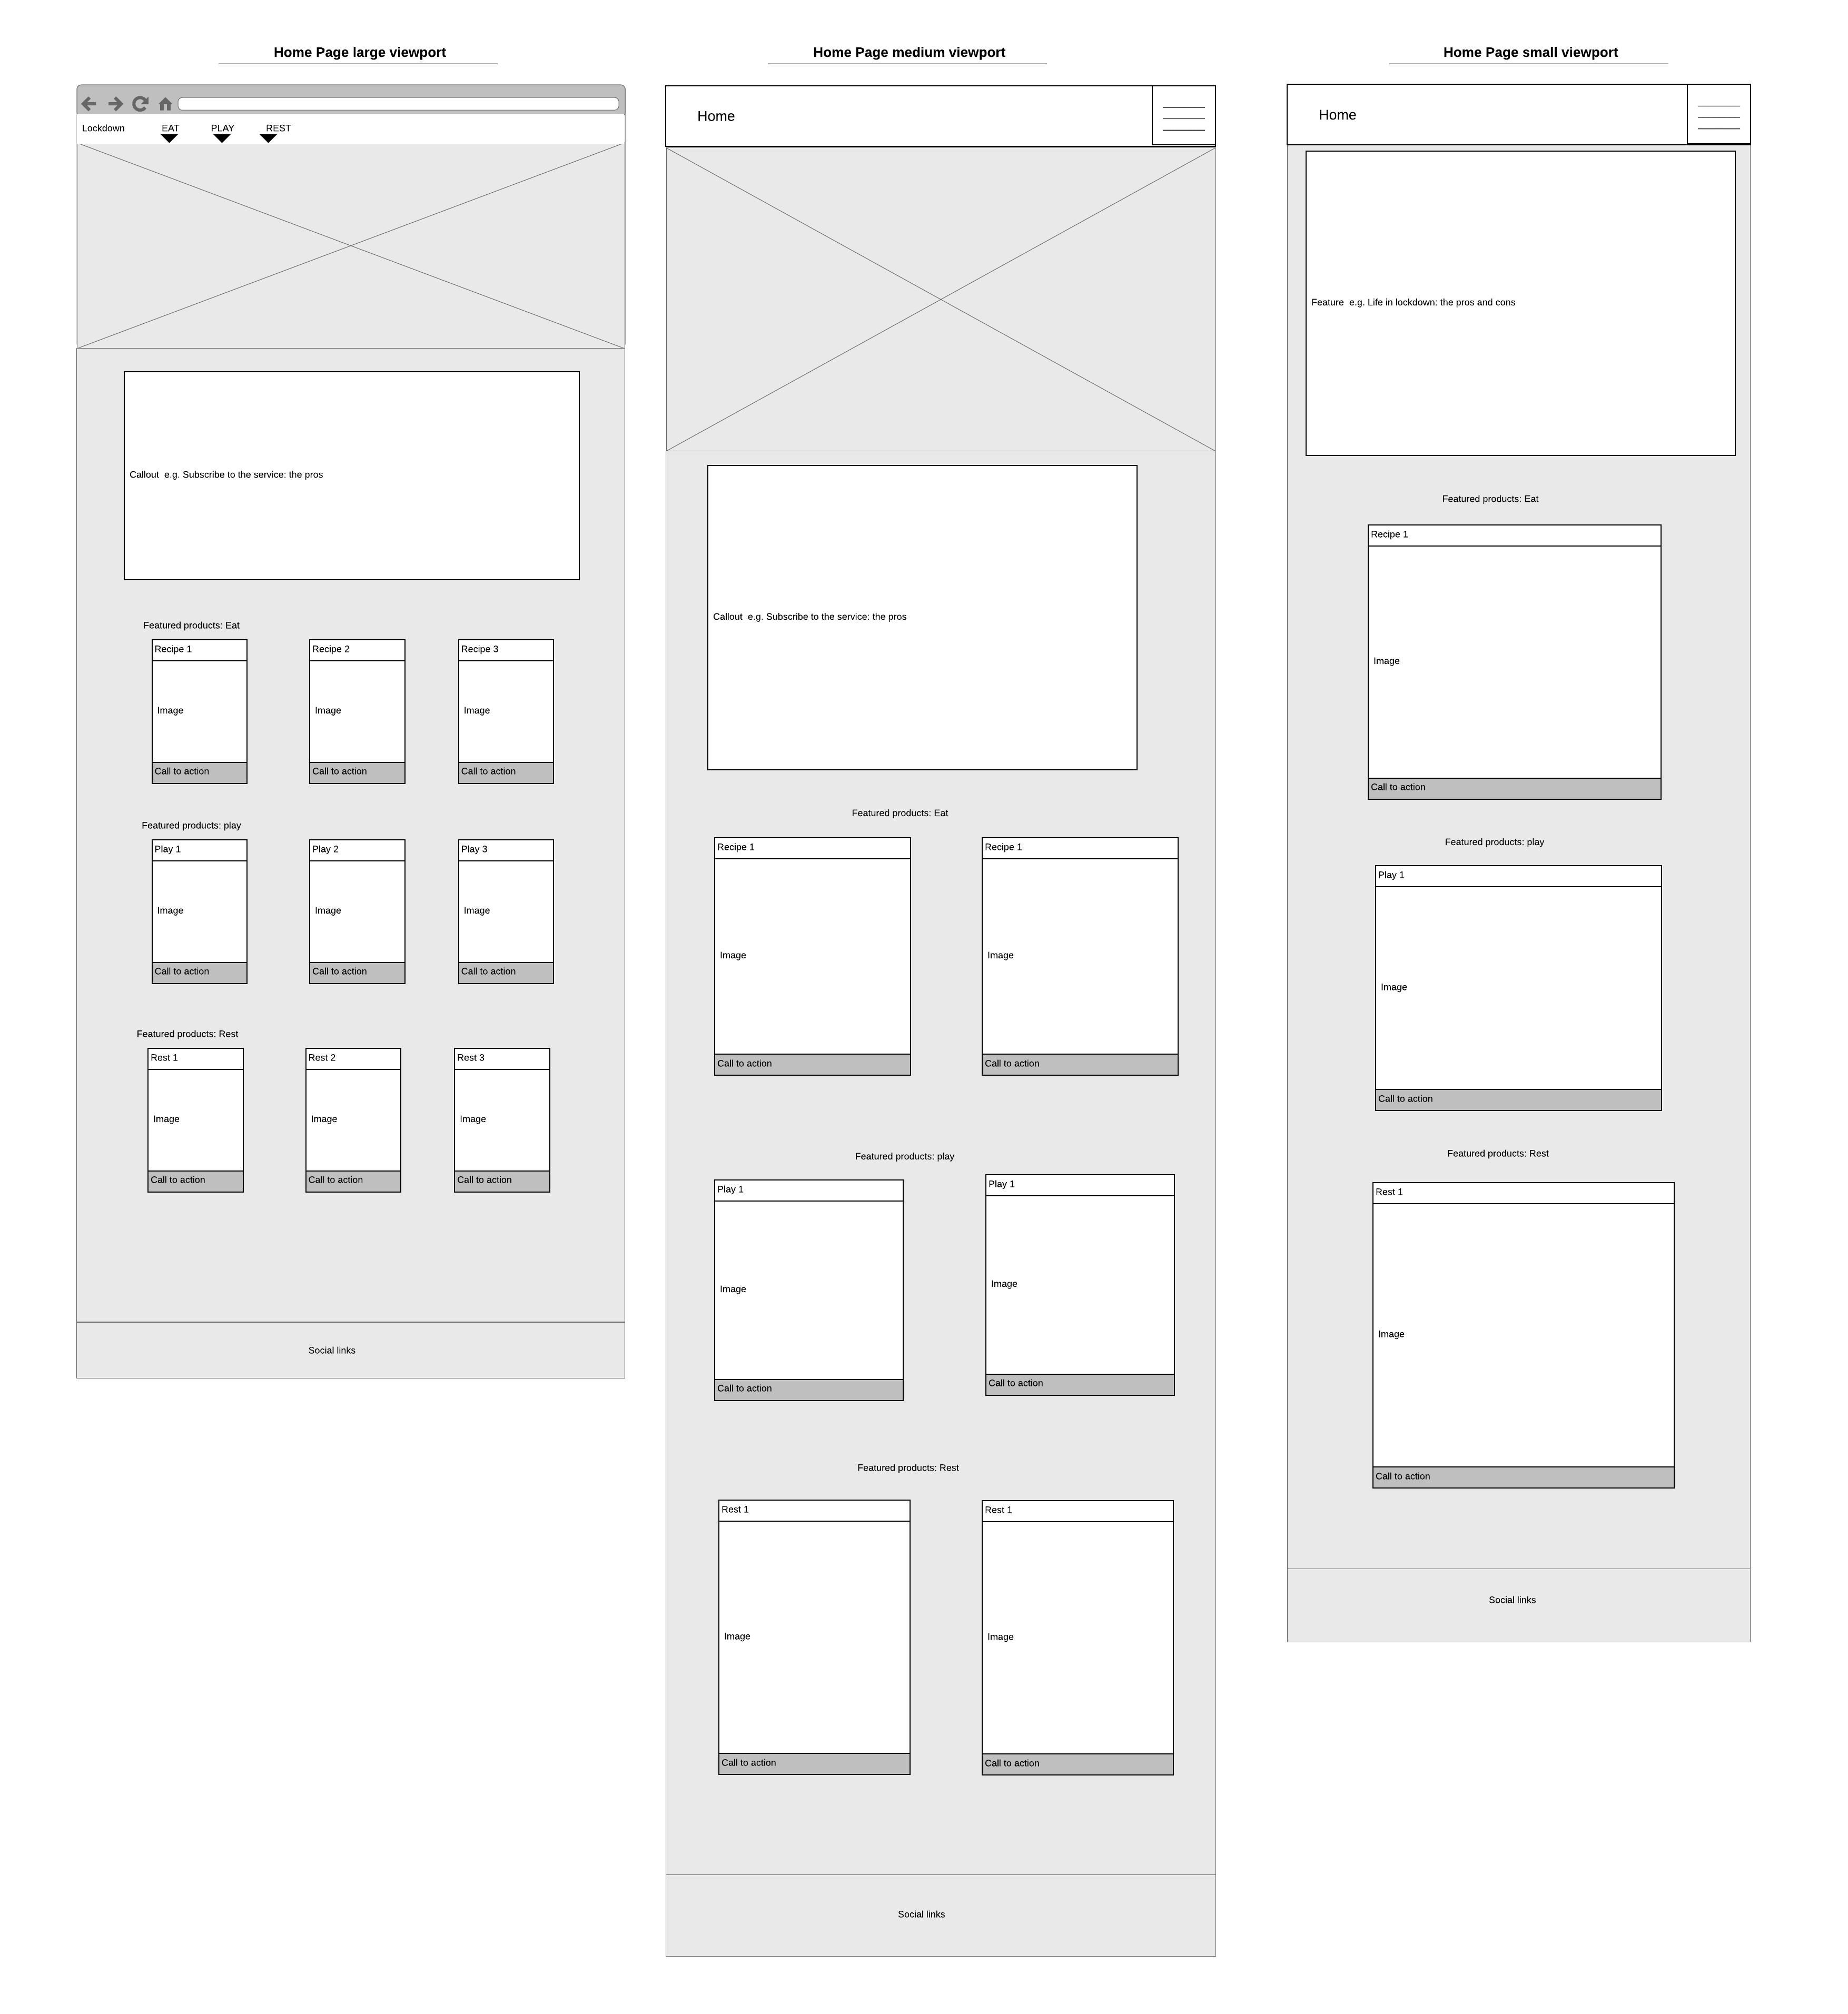 Home Page large viewport
Lockdown EAT PLAY REST
Callout  e.g. Subscribe to the service: the pros
Featured products: Eat
Recipe 1 Recipe 2 Recipe 3
Image Image Image
Call to action Call to action Call to action
Featured products: play
Play 1 Play 2 Play 3
Image Image Image
Call to action Call to action Call to action
Featured products: Rest
Rest 1 Rest 2 Rest 3
Image Image Image
Call to action Call to action Call to action
Social links
Home Page medium viewport
Home
Callout  e.g. Subscribe to the service: the pros
Featured products: Eat
Recipe 1 Recipe 1
Image Image
Call to action Call to action
Featured products: play
Play 1 Play 1
Image Image
Call to action Call to action
Featured products: Rest
Rest 1 Rest 1
Image Image
Call to action Call to action
Social links
Home Page small viewport
Home
Feature  e.g. Life in lockdown: the pros and cons
Featured products: Eat
Recipe 1
Image
Call to action
Featured products: play
Play 1
Image
Call to action
Featured products: Rest
Rest 1
Image
Call to action
Social links